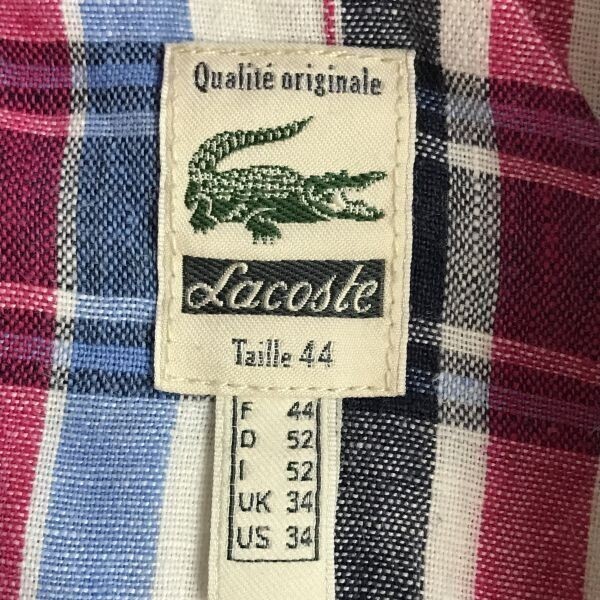 Qualité originale
Lacoste
Taille 44
F 44
D 52
I 52
UK 34
US 34